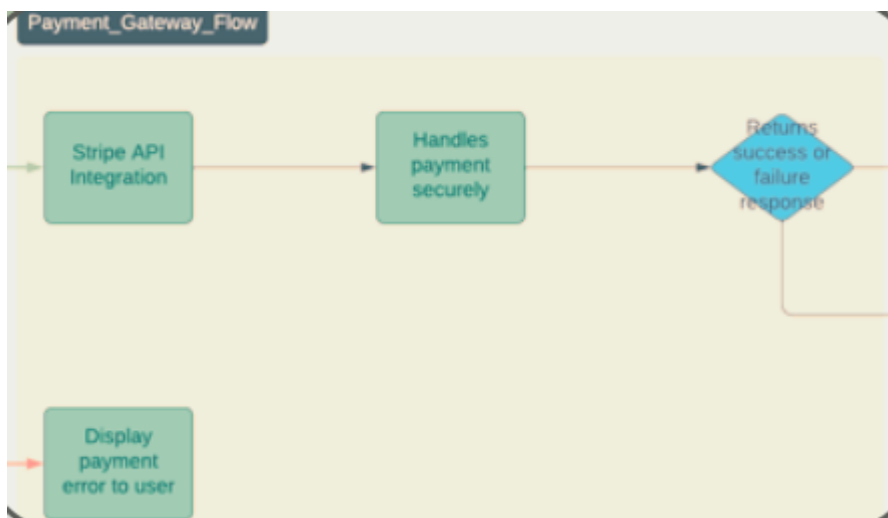 Payment_Gateway_Flow
Stripe API
Integration
Handles
payment
securely
Returns
success or
failure
response
Display
payment
error to user